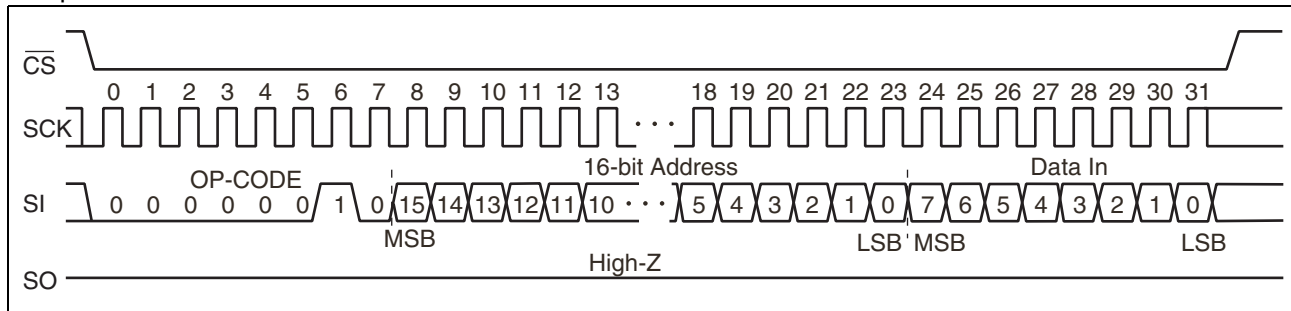 CS
0 1 2 3 4 5 6 7 8 9 10 11 12 13 18 19 20 21 22 23 24 25 26 27 28 29 30 31
SCK ···
OP-CODE 16-bit Address Data In
SI 0 0 0 0 0 0 1 0 15 14 13 12 11 10 ··· 5 4 3 2 1 0 7 6 5 4 3 2 1 0
MSB LSB MSB LSB
High-Z
SO